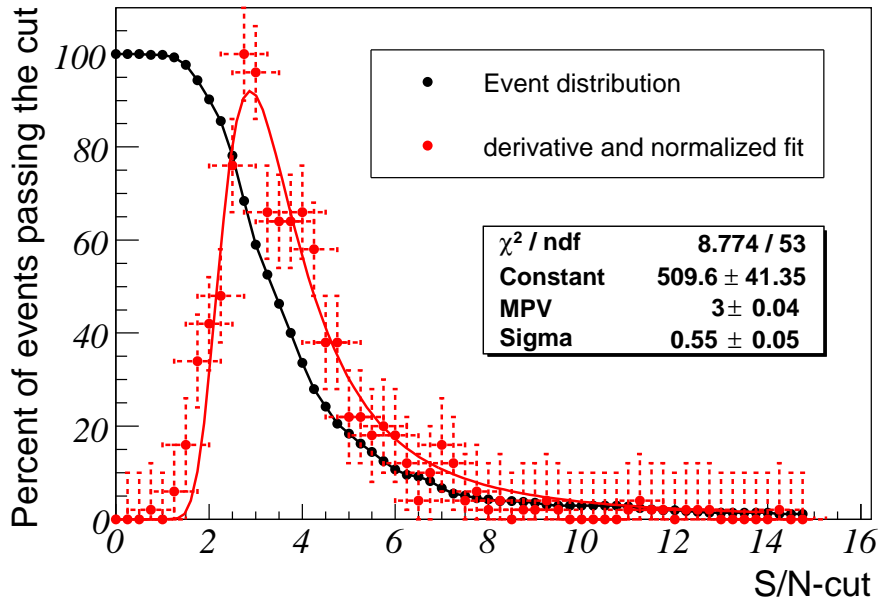 Percent of events passing the cut
100
80
60
40
20
0
0 2 4 6 8 10 12 14 16
S/N-cut
Event distribution
derivative and normalized fit
χ² / ndf 8.774 / 53
Constant 509.6 ± 41.35
MPV 3 ± 0.04
Sigma 0.55 ± 0.05